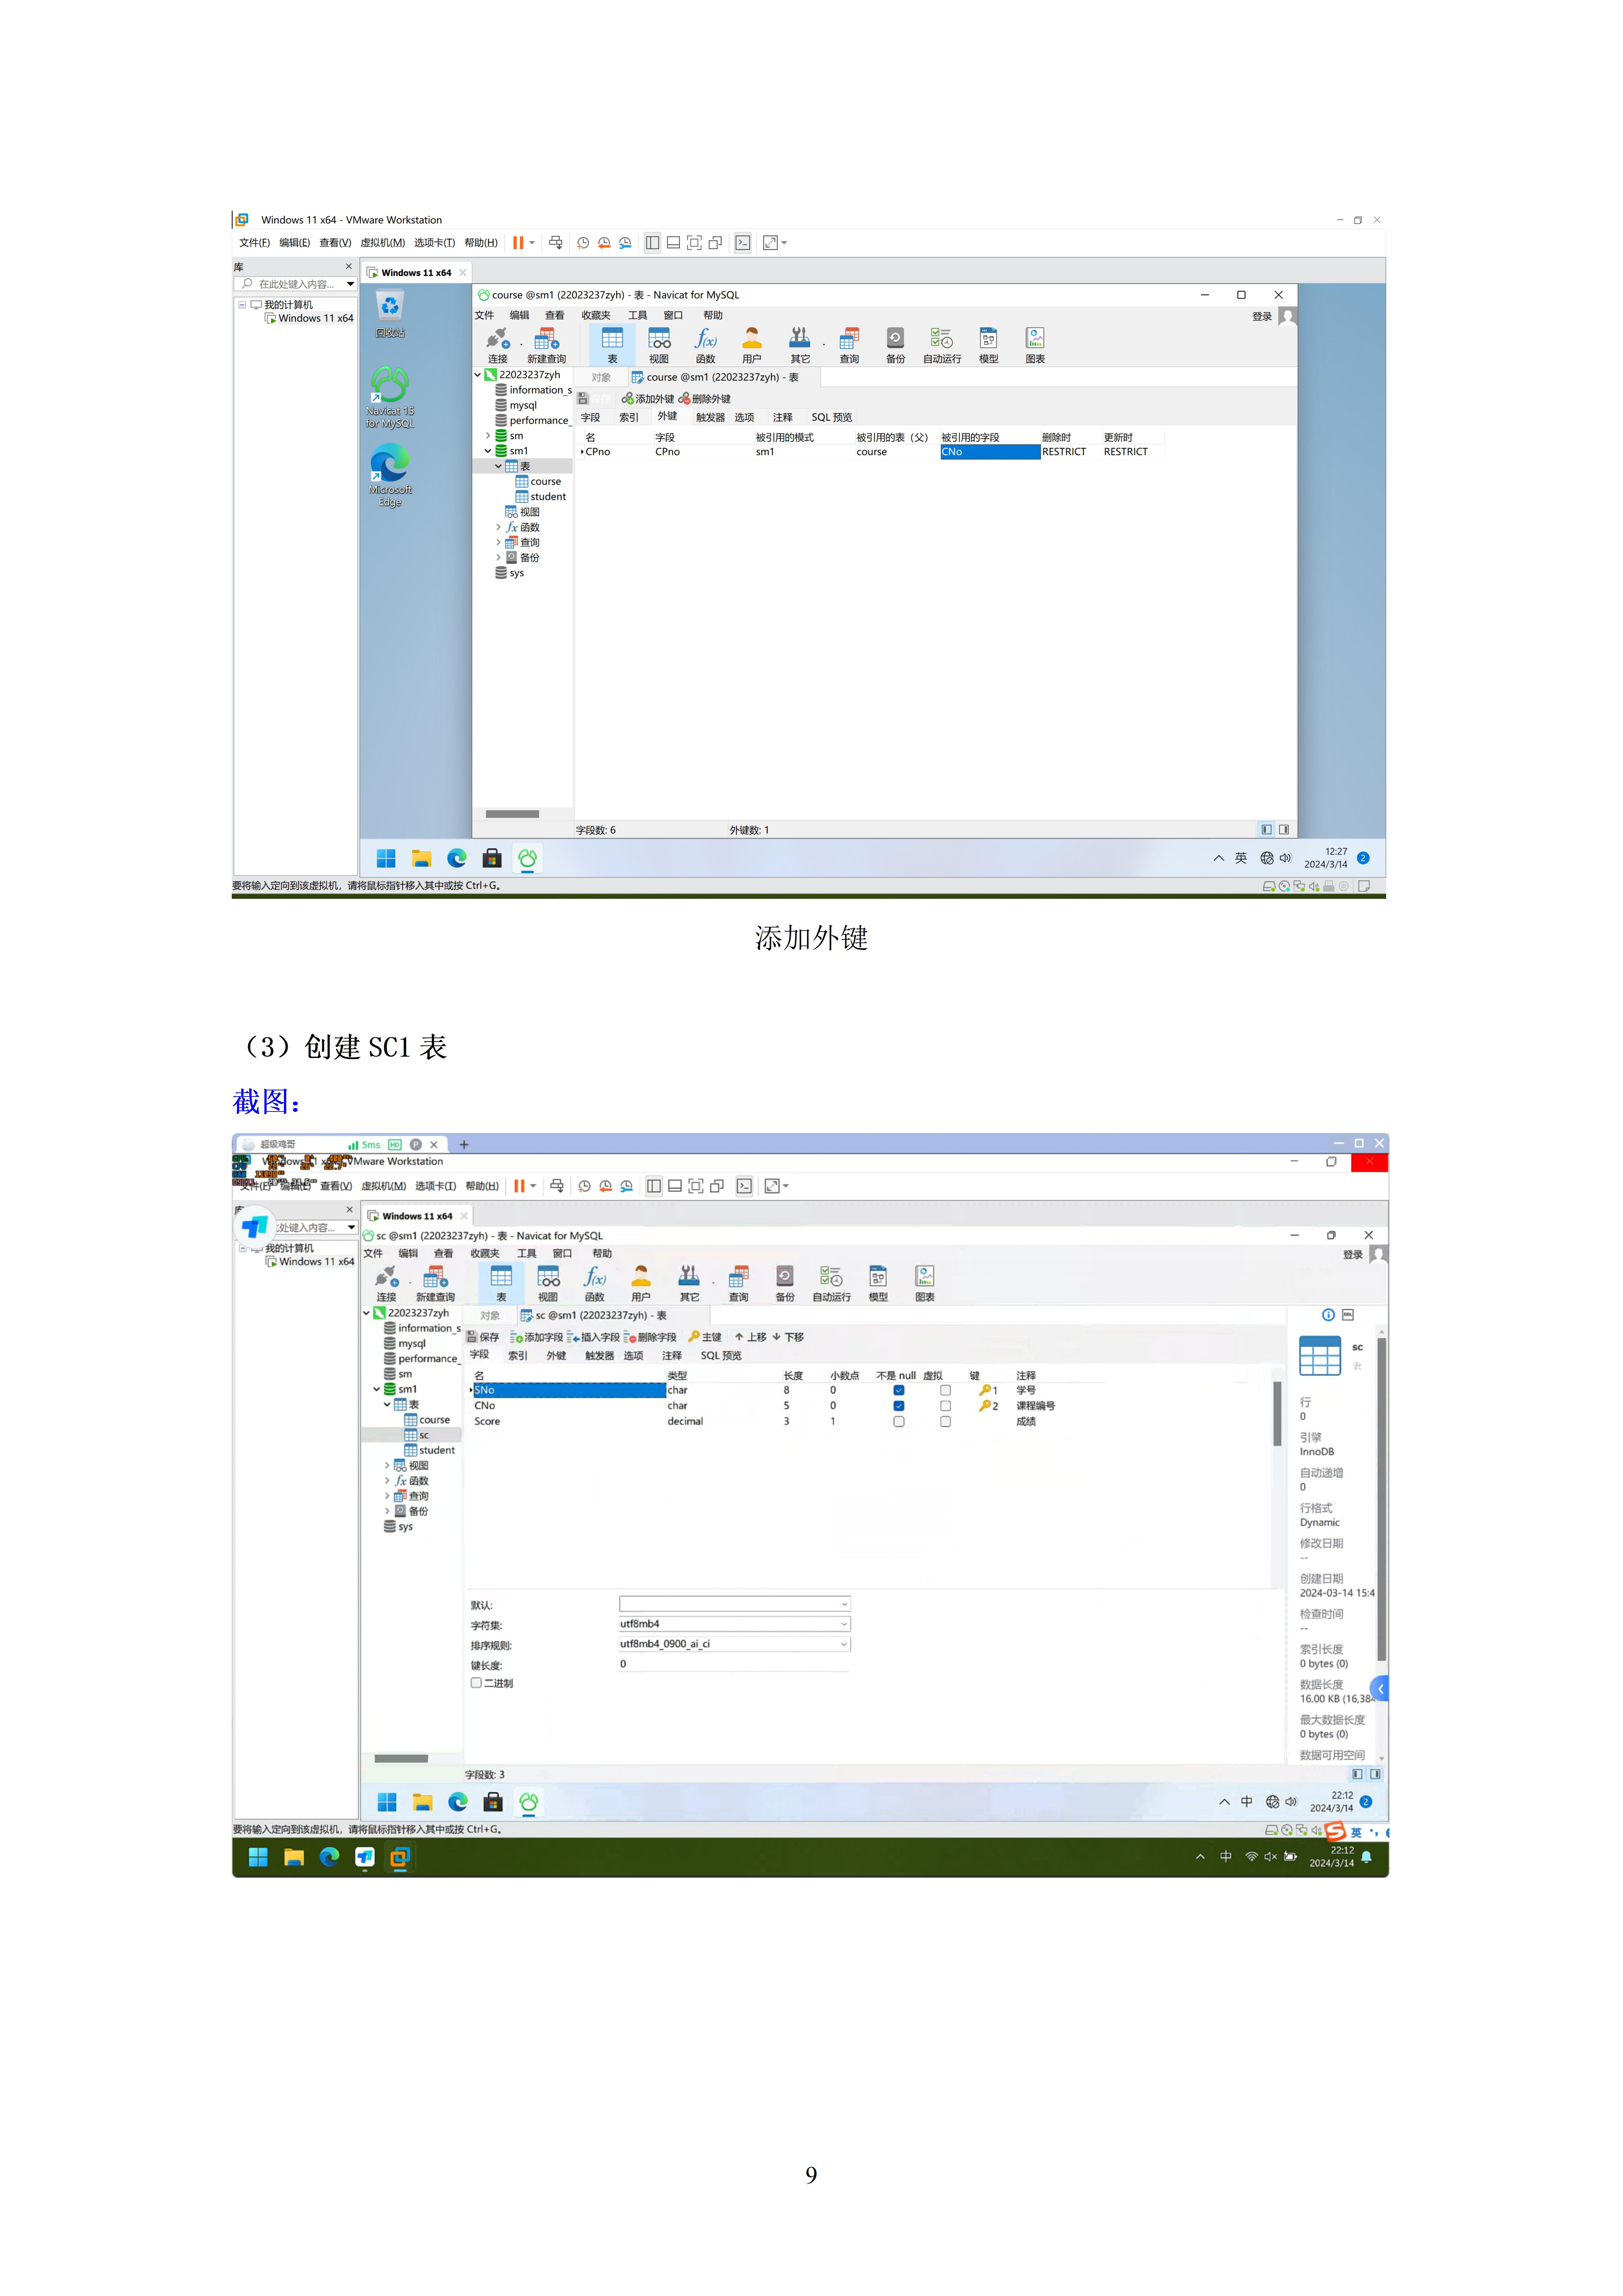 Windows 11 x64 - VMware Workstation
文件(F) 编辑(E) 查看(V) 虚拟机(M) 选项卡(T) 帮助(H)
库
Windows 11 x64
在此处键入内容...
我的计算机
Windows 11 x64
回收站
Navicat 15 for MySQL
Microsoft Edge
course @sm1 (22023237zyh) - 表 - Navicat for MySQL
文件 编辑 查看 收藏夹 工具 窗口 帮助
登录
连接 新建查询 表 视图 函数 用户 其它 查询 备份 自动运行 模型 图表
22023237zyh
information_s
mysql
performance_
sm
sm1
表
course
student
视图
函数
查询
备份
sys
对象 course @sm1 (22023237zyh) - 表
添加外键 删除外键
字段 索引 外键 触发器 选项 注释 SQL 预览
名 字段 被引用的模式 被引用的表（父） 被引用的字段 删除时 更新时
CPno CPno sm1 course CNo RESTRICT RESTRICT
字段数: 6 外键数: 1
英
12:27
2024/3/14
2
要将输入定向到该虚拟机，请将鼠标指针移入其中或按 Ctrl+G。
添加外键
（3）创建 SC1 表
截图：
超级鸡哥 5ms HD P
VMware Workstation
文件(F) 编辑(E) 查看(V) 虚拟机(M) 选项卡(T) 帮助(H)
Windows 11 x64
处键入内容...
我的计算机
Windows 11 x64
sc @sm1 (22023237zyh) - 表 - Navicat for MySQL
文件 编辑 查看 收藏夹 工具 窗口 帮助
登录
连接 新建查询 表 视图 函数 用户 其它 查询 备份 自动运行 模型 图表
22023237zyh
information_s
mysql
performance_
sm
sm1
表
course
sc
student
视图
函数
查询
备份
sys
对象 sc @sm1 (22023237zyh) - 表
保存 添加字段 插入字段 删除字段 主键 上移 下移
字段 索引 外键 触发器 选项 注释 SQL 预览
名 类型 长度 小数点 不是 null 虚拟 键 注释
SNo char 8 0 1 学号
CNo char 5 0 2 课程编号
Score decimal 3 1 成绩
默认:
字符集: utf8mb4
排序规则: utf8mb4_0900_ai_ci
键长度: 0
二进制
字段数: 3
sc
表
行
0
引擎
InnoDB
自动递增
0
行格式
Dynamic
修改日期
--
创建日期
2024-03-14 15:4
检查时间
--
索引长度
0 bytes (0)
数据长度
16.00 KB (16,384
最大数据长度
0 bytes (0)
数据可用空间
中
22:12
2024/3/14
2
要将输入定向到该虚拟机，请将鼠标指针移入其中或按 Ctrl+G。
英
中
22:12
2024/3/14
9